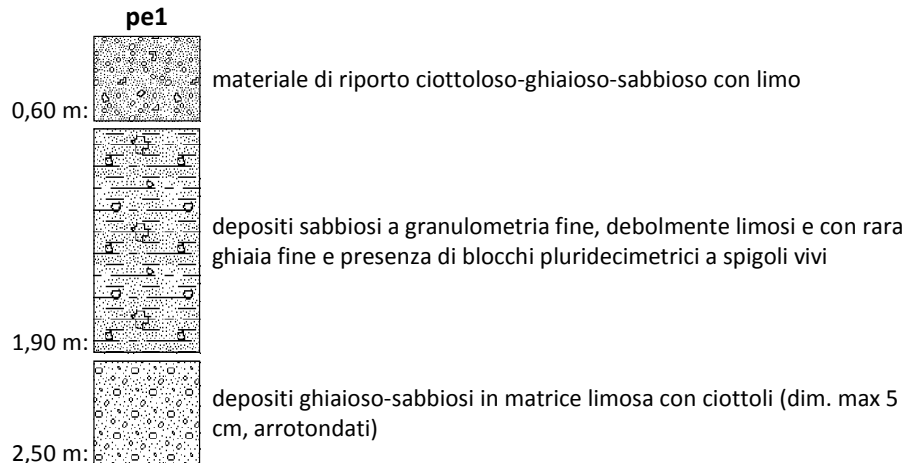 pe1
materiale di riporto ciottoloso-ghiaioso-sabbioso con limo
0,60 m:
depositi sabbiosi a granulometria fine, debolmente limosi e con rara
ghiaia fine e presenza di blocchi pluridecimetrici a spigoli vivi
1,90 m:
depositi ghiaioso-sabbiosi in matrice limosa con ciottoli (dim. max 5
cm, arrotondati)
2,50 m: